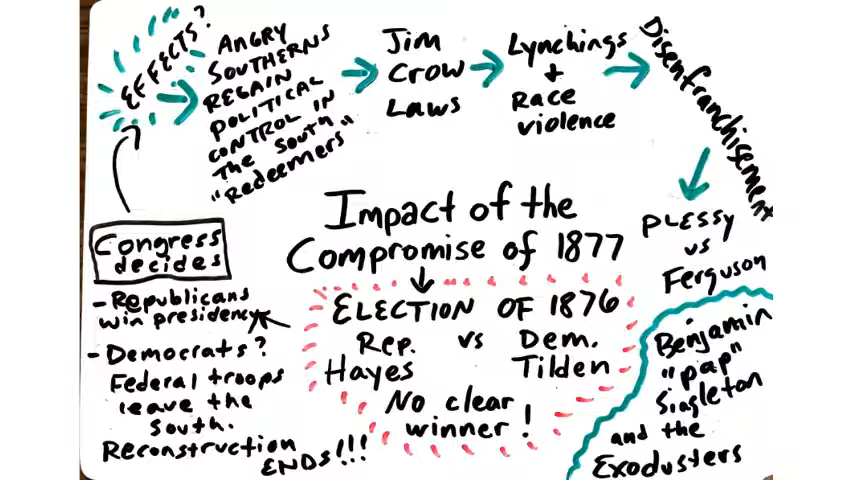 EFFECTS?
ANGRY
SOUTHERNS
REGAIN
POLITICAL
CONTROL IN
THE SOUTH
"Redeemers"
Jim
Crow
Laws
Lynchings
+
Race
violence
Disenfranchisement
PLESSY
vs
Ferguson
Impact of the
Compromise of 1877
ELECTION OF 1876
Rep. vs Dem.
Hayes Tilden
No clear
winner!
Congress
decides
- Republicans
win presidency
- Democrats?
Federal troops
leave the
South.
Reconstruction
ENDS!!!
Benjamin
"pap"
Singleton
and the
Exodusters